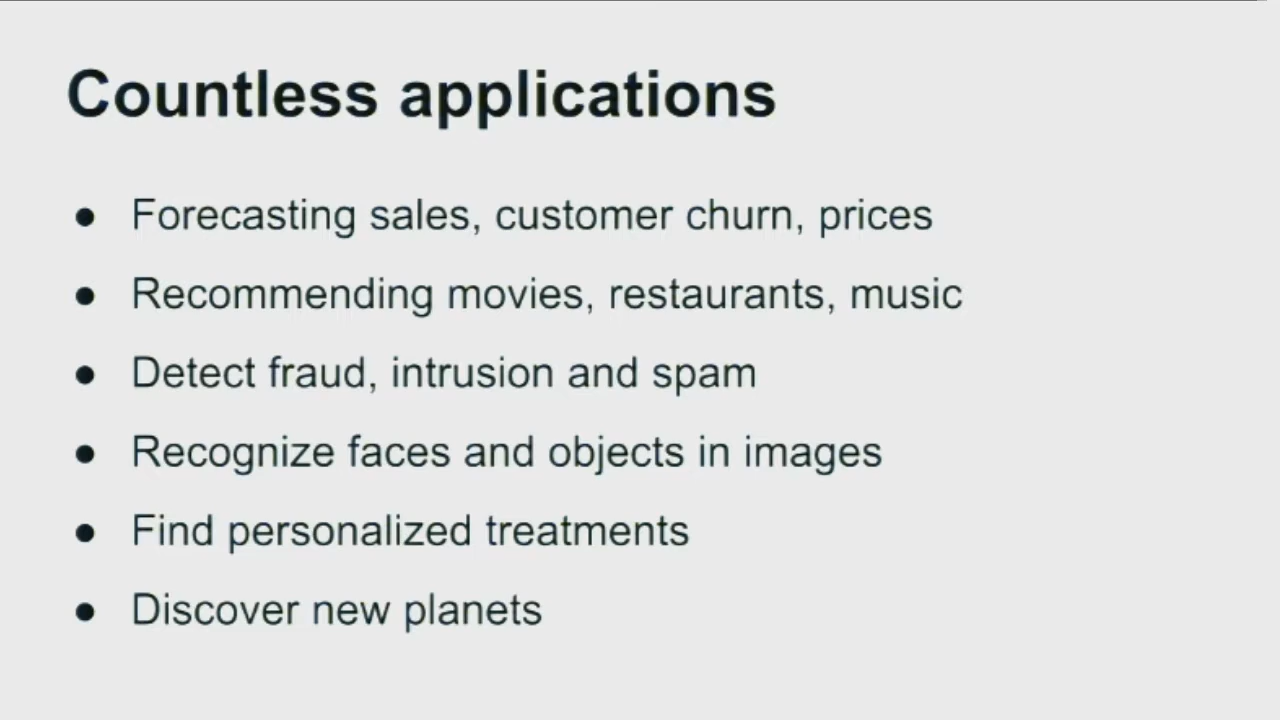 Countless applications
● Forecasting sales, customer churn, prices
● Recommending movies, restaurants, music
● Detect fraud, intrusion and spam
● Recognize faces and objects in images
● Find personalized treatments
● Discover new planets